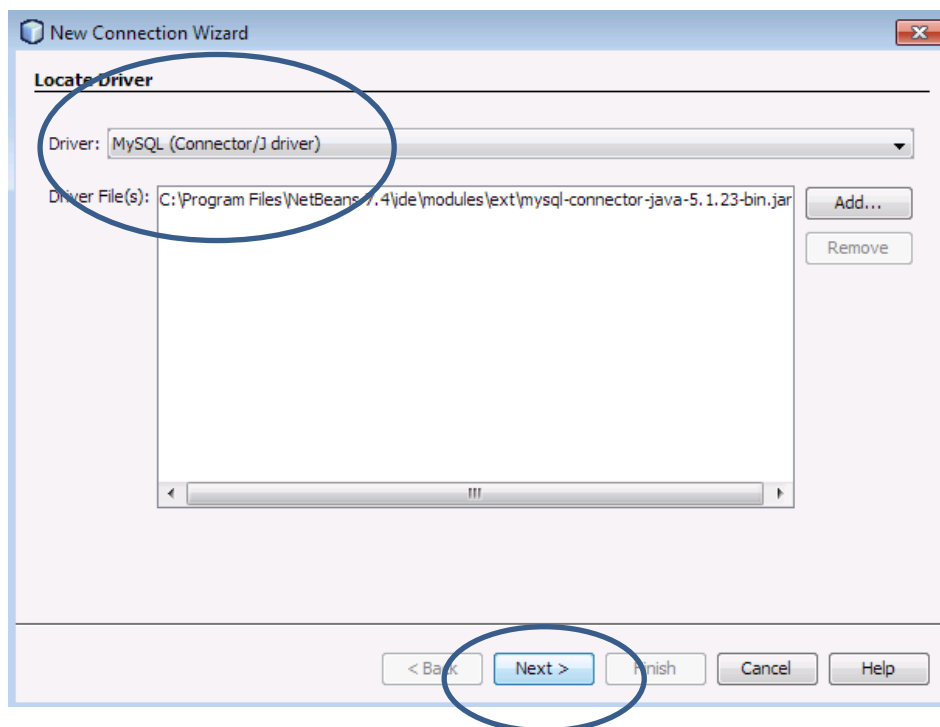 New Connection Wizard
Locate Driver
Driver: MySQL (Connector/J driver)
Driver File(s): C:\Program Files\NetBeans 7.4\ide\modules\ext\mysql-connector-java-5.1.23-bin.jar
Add...
Remove
< Back Next > Finish Cancel Help